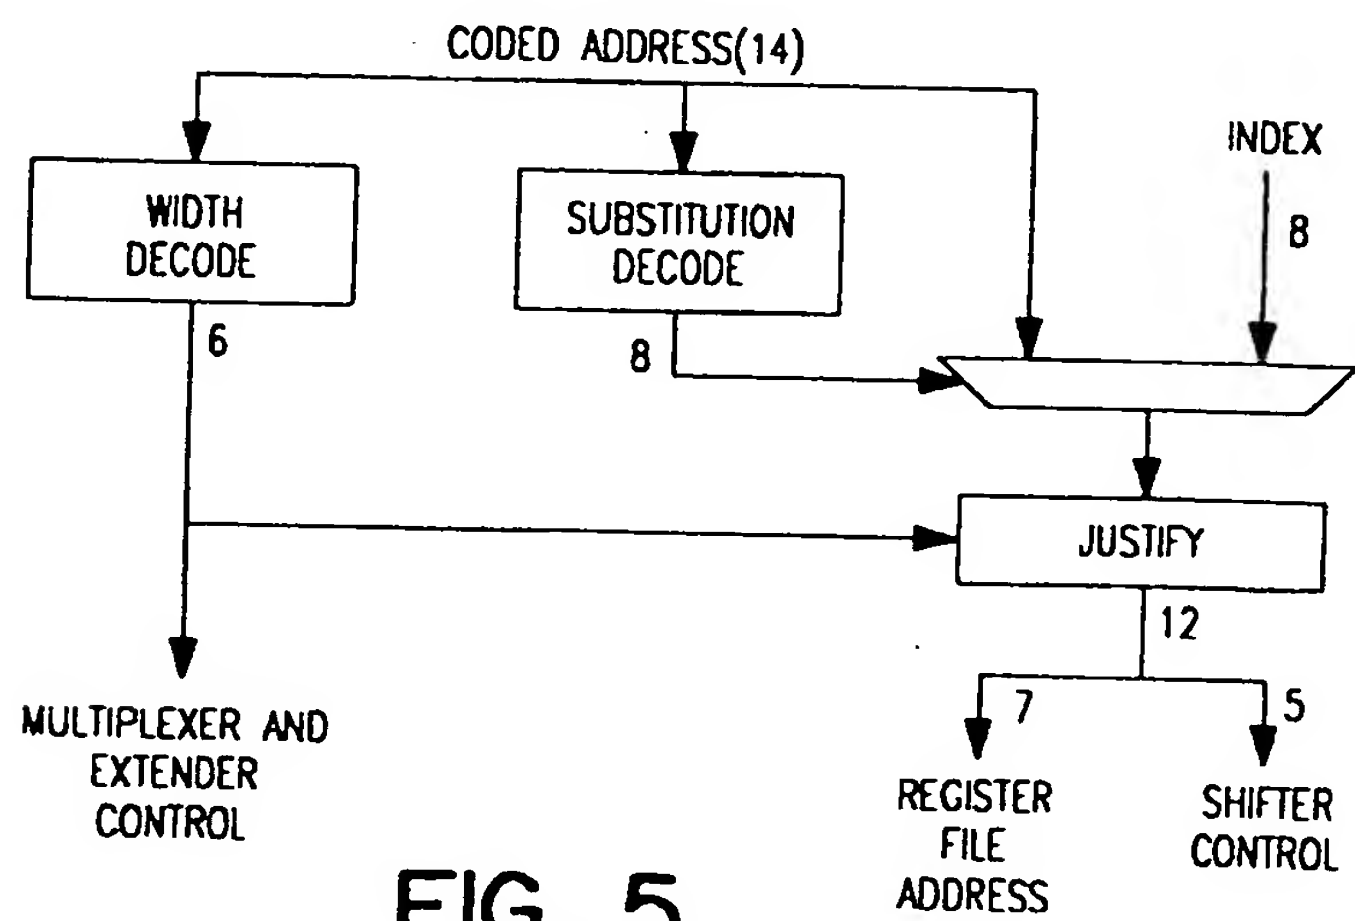 CODED ADDRESS(14)
INDEX
8
WIDTH
DECODE
SUBSTITUTION
DECODE
6
8
JUSTIFY
12
7
5
MULTIPLEXER AND
EXTENDER
CONTROL
REGISTER
FILE
ADDRESS
SHIFTER
CONTROL
FIG. 5